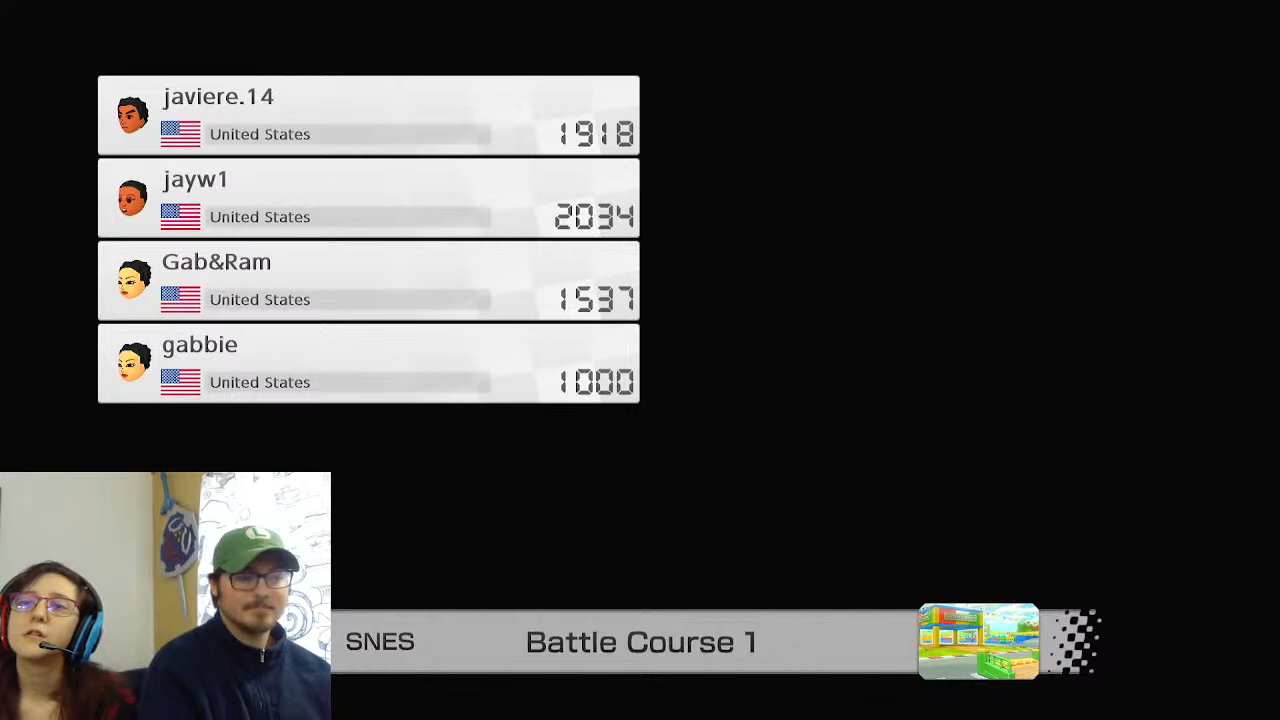 javiere.14
United States 1918
jayw1
United States 2034
Gab&Ram
United States 1537
gabbie
United States 1000
L
SNES Battle Course 1